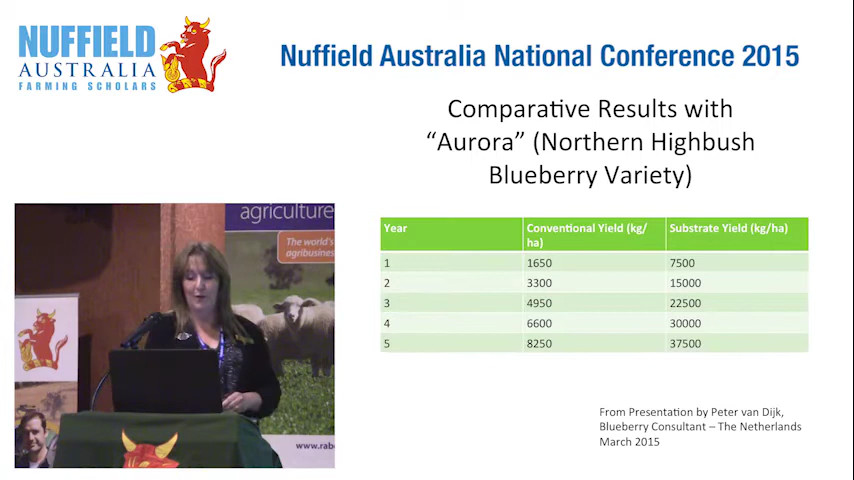 NUFFIELD
AUSTRALIA
FARMING SCHOLARS
Nuffield Australia National Conference 2015
Comparative Results with
“Aurora” (Northern Highbush
Blueberry Variety)
agriculture
The world's
agribusiness
www.rab
Year Conventional Yield (kg/ha) Substrate Yield (kg/ha)
1 1650 7500
2 3300 15000
3 4950 22500
4 6600 30000
5 8250 37500
From Presentation by Peter van Dijk,
Blueberry Consultant – The Netherlands
March 2015